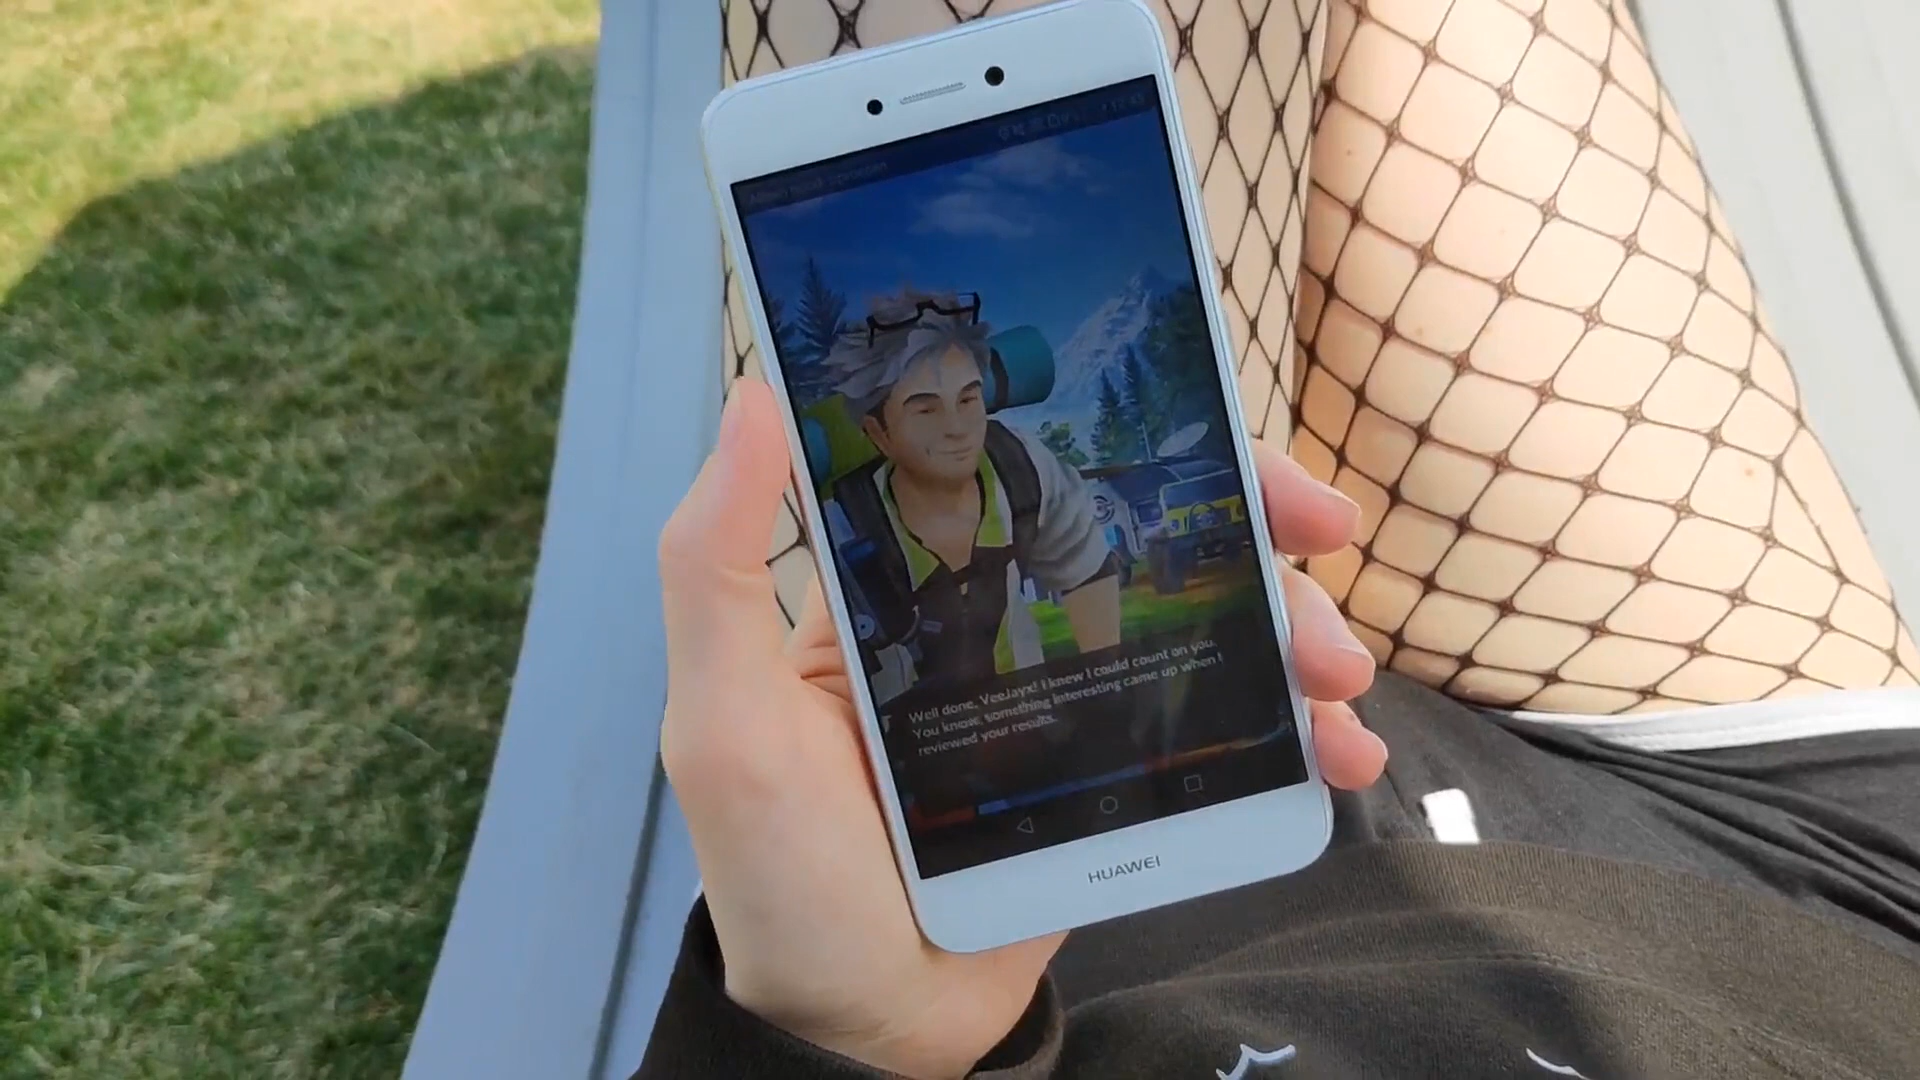 Well done, VeeJayx! I knew I could count on you.
You know, something interesting came up when I
reviewed your results.
HUAWEI